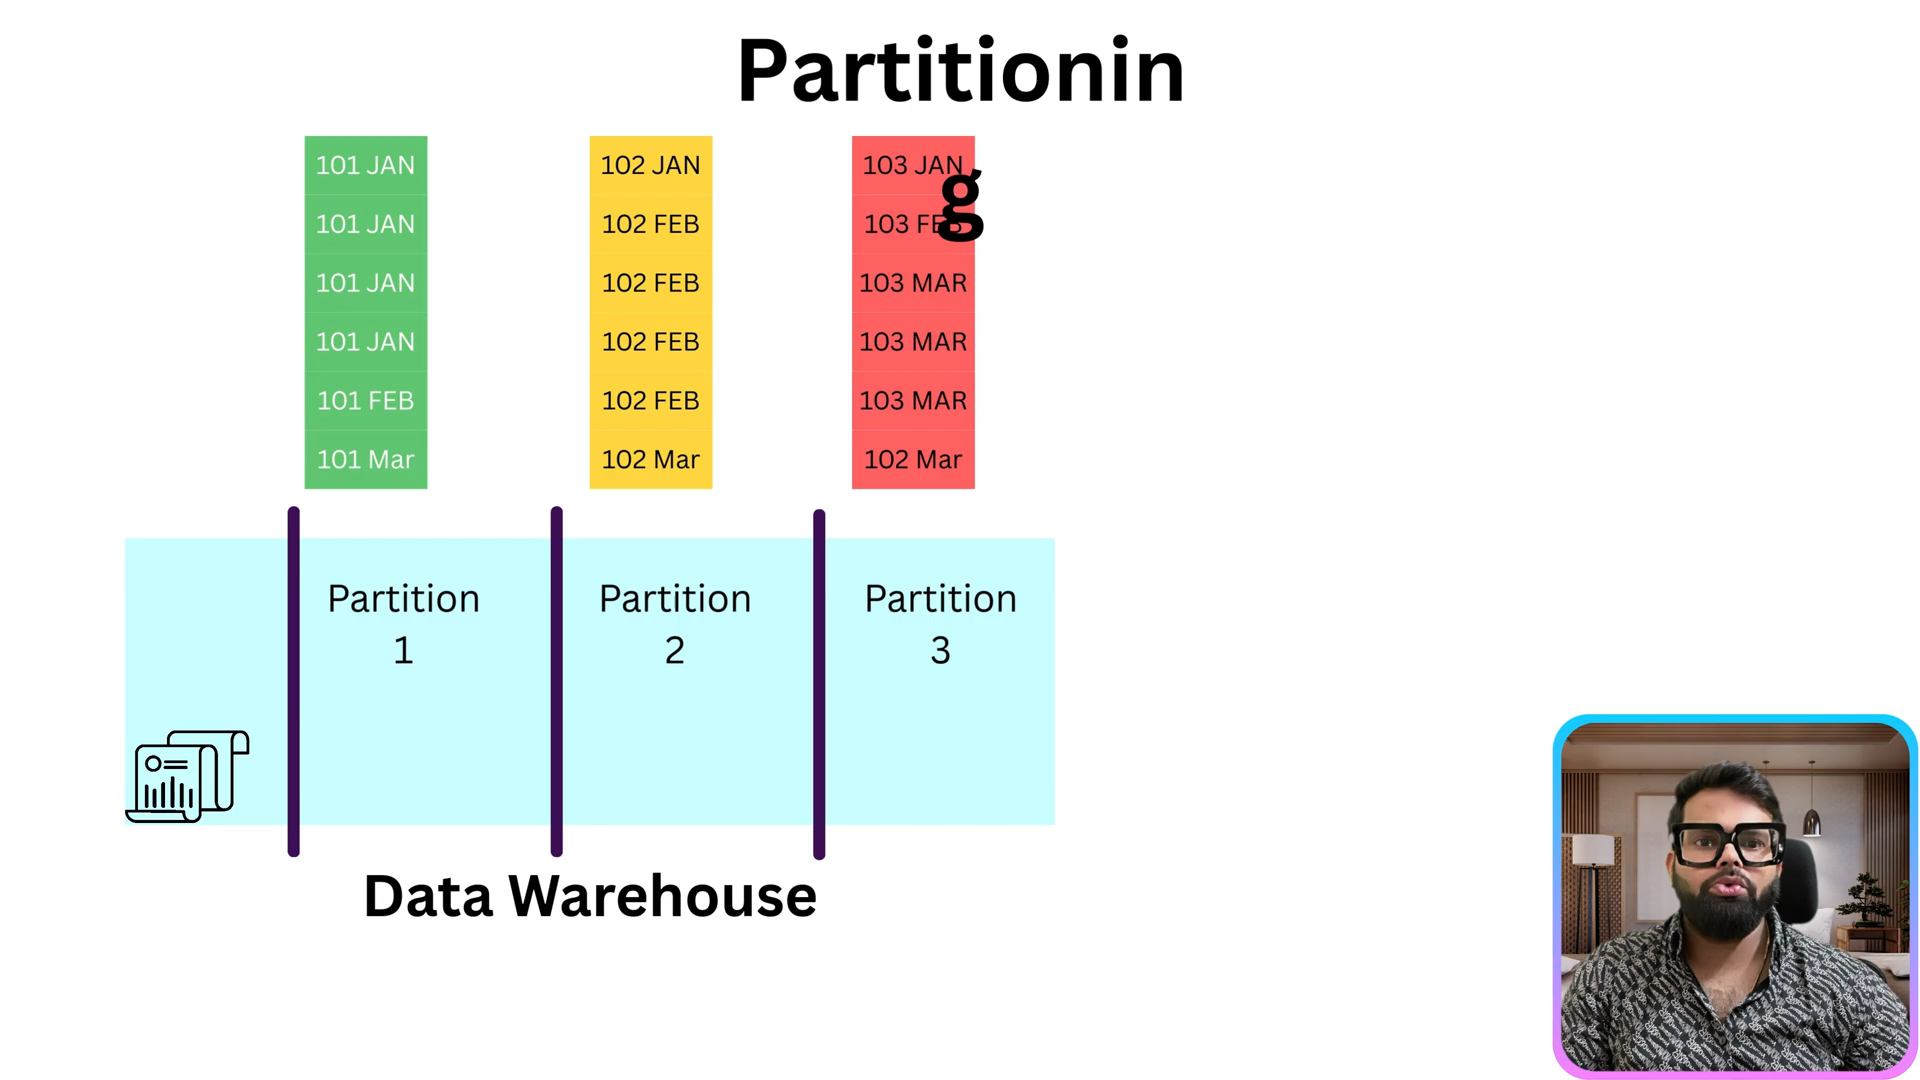 Partitionin
g
101 JAN
101 JAN
101 JAN
101 JAN
101 FEB
101 Mar
102 JAN
102 FEB
102 FEB
102 FEB
102 FEB
102 Mar
103 JAN
103 FEB
103 MAR
103 MAR
103 MAR
102 Mar
Partition
1
Partition
2
Partition
3
Data Warehouse